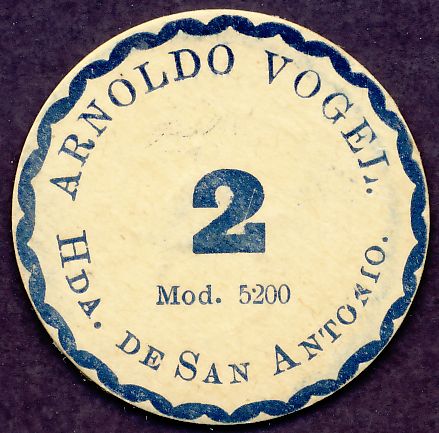 ARNOLDO VOGEL.
2
Mod. 5200
HDA. DE SAN ANTONIO.